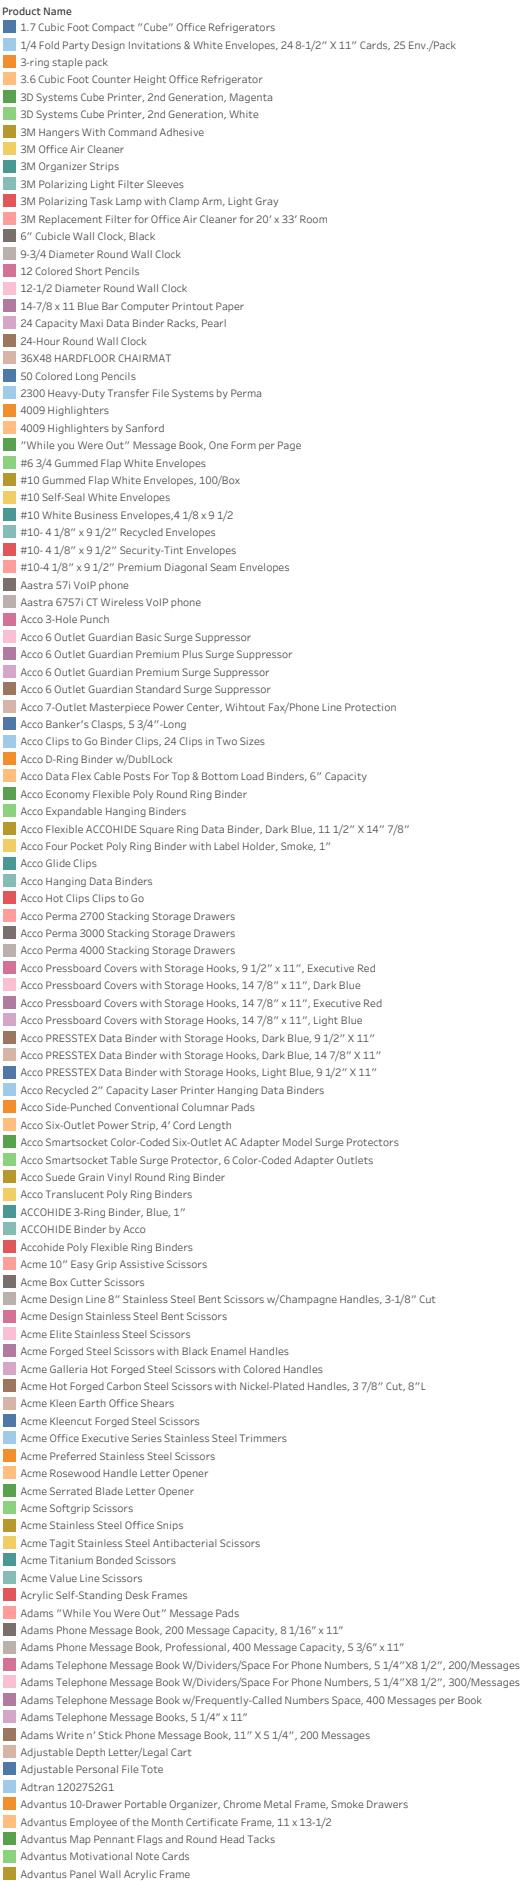 Product Name
1.7 Cubic Foot Compact "Cube" Office Refrigerators
1/4 Fold Party Design Invitations & White Envelopes, 24 8-1/2" X 11" Cards, 25 Env./Pack
3-ring staple pack
3.6 Cubic Foot Counter Height Office Refrigerator
3D Systems Cube Printer, 2nd Generation, Magenta
3D Systems Cube Printer, 2nd Generation, White
3M Hangers With Command Adhesive
3M Office Air Cleaner
3M Organizer Strips
3M Polarizing Light Filter Sleeves
3M Polarizing Task Lamp with Clamp Arm, Light Gray
3M Replacement Filter for Office Air Cleaner for 20' x 33' Room
6" Cubicle Wall Clock, Black
9-3/4 Diameter Round Wall Clock
12 Colored Short Pencils
12-1/2 Diameter Round Wall Clock
14-7/8 x 11 Blue Bar Computer Printout Paper
24 Capacity Maxi Data Binder Racks, Pearl
24-Hour Round Wall Clock
36X48 HARDFLOOR CHAIRMAT
50 Colored Long Pencils
2300 Heavy-Duty Transfer File Systems by Perma
4009 Highlighters
4009 Highlighters by Sanford
"While you Were Out" Message Book, One Form per Page
#6 3/4 Gummed Flap White Envelopes
#10 Gummed Flap White Envelopes, 100/Box
#10 Self-Seal White Envelopes
#10 White Business Envelopes,4 1/8 x 9 1/2
#10- 4 1/8" x 9 1/2" Recycled Envelopes
#10- 4 1/8" x 9 1/2" Security-Tint Envelopes
#10-4 1/8" x 9 1/2" Premium Diagonal Seam Envelopes
Aastra 57i VoIP phone
Aastra 6757i CT Wireless VoIP phone
Acco 3-Hole Punch
Acco 6 Outlet Guardian Basic Surge Suppressor
Acco 6 Outlet Guardian Premium Plus Surge Suppressor
Acco 6 Outlet Guardian Premium Surge Suppressor
Acco 6 Outlet Guardian Standard Surge Suppressor
Acco 7-Outlet Masterpiece Power Center, Wihtout Fax/Phone Line Protection
Acco Banker's Clasps, 5 3/4"-Long
Acco Clips to Go Binder Clips, 24 Clips in Two Sizes
Acco D-Ring Binder w/DublLock
Acco Data Flex Cable Posts For Top & Bottom Load Binders, 6" Capacity
Acco Economy Flexible Poly Round Ring Binder
Acco Expandable Hanging Binders
Acco Flexible ACCOHIDE Square Ring Data Binder, Dark Blue, 11 1/2" X 14" 7/8"
Acco Four Pocket Poly Ring Binder with Label Holder, Smoke, 1"
Acco Glide Clips
Acco Hanging Data Binders
Acco Hot Clips Clips to Go
Acco Perma 2700 Stacking Storage Drawers
Acco Perma 3000 Stacking Storage Drawers
Acco Perma 4000 Stacking Storage Drawers
Acco Pressboard Covers with Storage Hooks, 9 1/2" x 11", Executive Red
Acco Pressboard Covers with Storage Hooks, 14 7/8" x 11", Dark Blue
Acco Pressboard Covers with Storage Hooks, 14 7/8" x 11", Executive Red
Acco Pressboard Covers with Storage Hooks, 14 7/8" x 11", Light Blue
Acco PRESSTEX Data Binder with Storage Hooks, Dark Blue, 9 1/2" X 11"
Acco PRESSTEX Data Binder with Storage Hooks, Dark Blue, 14 7/8" X 11"
Acco PRESSTEX Data Binder with Storage Hooks, Light Blue, 9 1/2" X 11"
Acco Recycled 2" Capacity Laser Printer Hanging Data Binders
Acco Side-Punched Conventional Columnar Pads
Acco Six-Outlet Power Strip, 4' Cord Length
Acco Smartsocket Color-Coded Six-Outlet AC Adapter Model Surge Protectors
Acco Smartsocket Table Surge Protector, 6 Color-Coded Adapter Outlets
Acco Suede Grain Vinyl Round Ring Binder
Acco Translucent Poly Ring Binders
ACCOHIDE 3-Ring Binder, Blue, 1"
ACCOHIDE Binder by Acco
Accohide Poly Flexible Ring Binders
Acme 10" Easy Grip Assistive Scissors
Acme Box Cutter Scissors
Acme Design Line 8" Stainless Steel Bent Scissors w/Champagne Handles, 3-1/8" Cut
Acme Design Stainless Steel Bent Scissors
Acme Elite Stainless Steel Scissors
Acme Forged Steel Scissors with Black Enamel Handles
Acme Galleria Hot Forged Steel Scissors with Colored Handles
Acme Hot Forged Carbon Steel Scissors with Nickel-Plated Handles, 3 7/8" Cut, 8"L
Acme Kleen Earth Office Shears
Acme Kleencut Forged Steel Scissors
Acme Office Executive Series Stainless Steel Trimmers
Acme Preferred Stainless Steel Scissors
Acme Rosewood Handle Letter Opener
Acme Serrated Blade Letter Opener
Acme Softgrip Scissors
Acme Stainless Steel Office Snips
Acme Tagit Stainless Steel Antibacterial Scissors
Acme Titanium Bonded Scissors
Acme Value Line Scissors
Acrylic Self-Standing Desk Frames
Adams "While You Were Out" Message Pads
Adams Phone Message Book, 200 Message Capacity, 8 1/16" x 11"
Adams Phone Message Book, Professional, 400 Message Capacity, 5 3/6" x 11"
Adams Telephone Message Book W/Dividers/Space For Phone Numbers, 5 1/4"X8 1/2", 200/Messages
Adams Telephone Message Book W/Dividers/Space For Phone Numbers, 5 1/4"X8 1/2", 300/Messages
Adams Telephone Message Book w/Frequently-Called Numbers Space, 400 Messages per Book
Adams Telephone Message Books, 5 1/4" x 11"
Adams Write n' Stick Phone Message Book, 11" X 5 1/4", 200 Messages
Adjustable Depth Letter/Legal Cart
Adjustable Personal File Tote
Adtran 1202752G1
Advantus 10-Drawer Portable Organizer, Chrome Metal Frame, Smoke Drawers
Advantus Employee of the Month Certificate Frame, 11 x 13-1/2
Advantus Map Pennant Flags and Round Head Tacks
Advantus Motivational Note Cards
Advantus Panel Wall Acrylic Frame